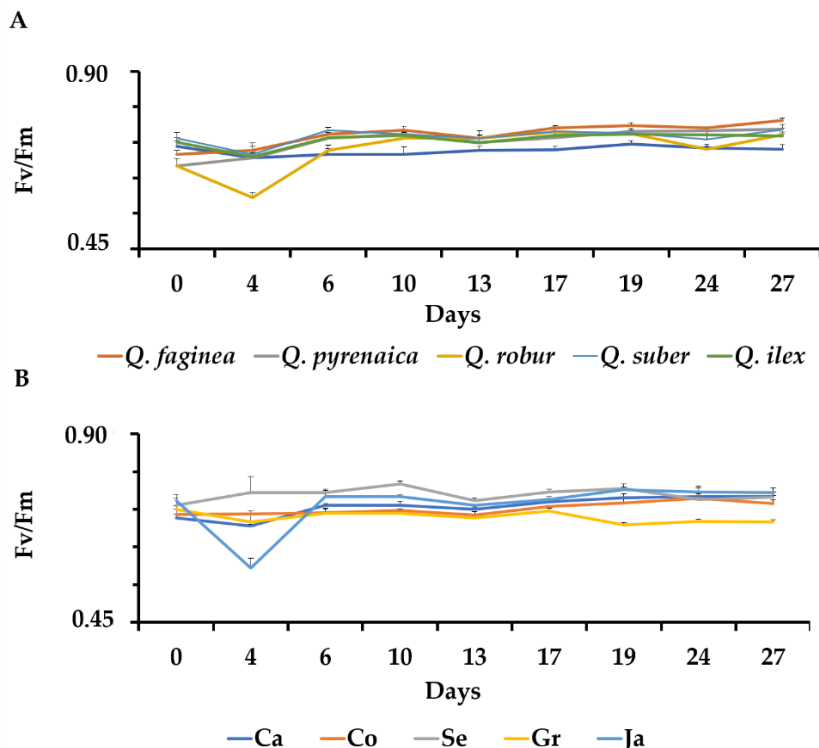 A
0.90
Fv/Fm
0.45
0 4 6 10 13 17 19 24 27
Days
Q. faginea Q. pyrenaica Q. robur Q. suber Q. ilex
B
0.90
Fv/Fm
0.45
0 4 6 10 13 17 19 24 27
Days
Ca Co Se Gr Ja